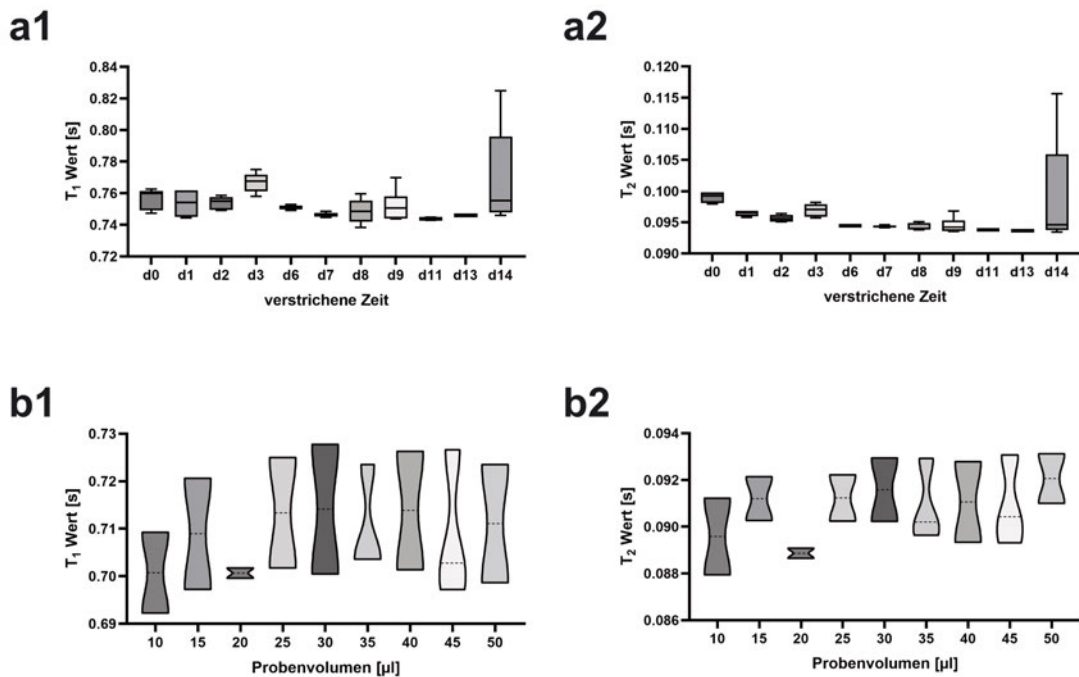 a1
T1 Wert [s]
0.84
0.82
0.80
0.78
0.76
0.74
0.72
d0 d1 d2 d3 d6 d7 d8 d9 d11 d13 d14
verstrichene Zeit
a2
T2 Wert [s]
0.120
0.115
0.110
0.105
0.100
0.095
0.090
d0 d1 d2 d3 d6 d7 d8 d9 d11 d13 d14
verstrichene Zeit
b1
T1 Wert [s]
0.73
0.72
0.71
0.70
0.69
10 15 20 25 30 35 40 45 50
Probenvolumen [µl]
b2
T2 Wert [s]
0.094
0.092
0.090
0.088
0.086
10 15 20 25 30 35 40 45 50
Probenvolumen [µl]